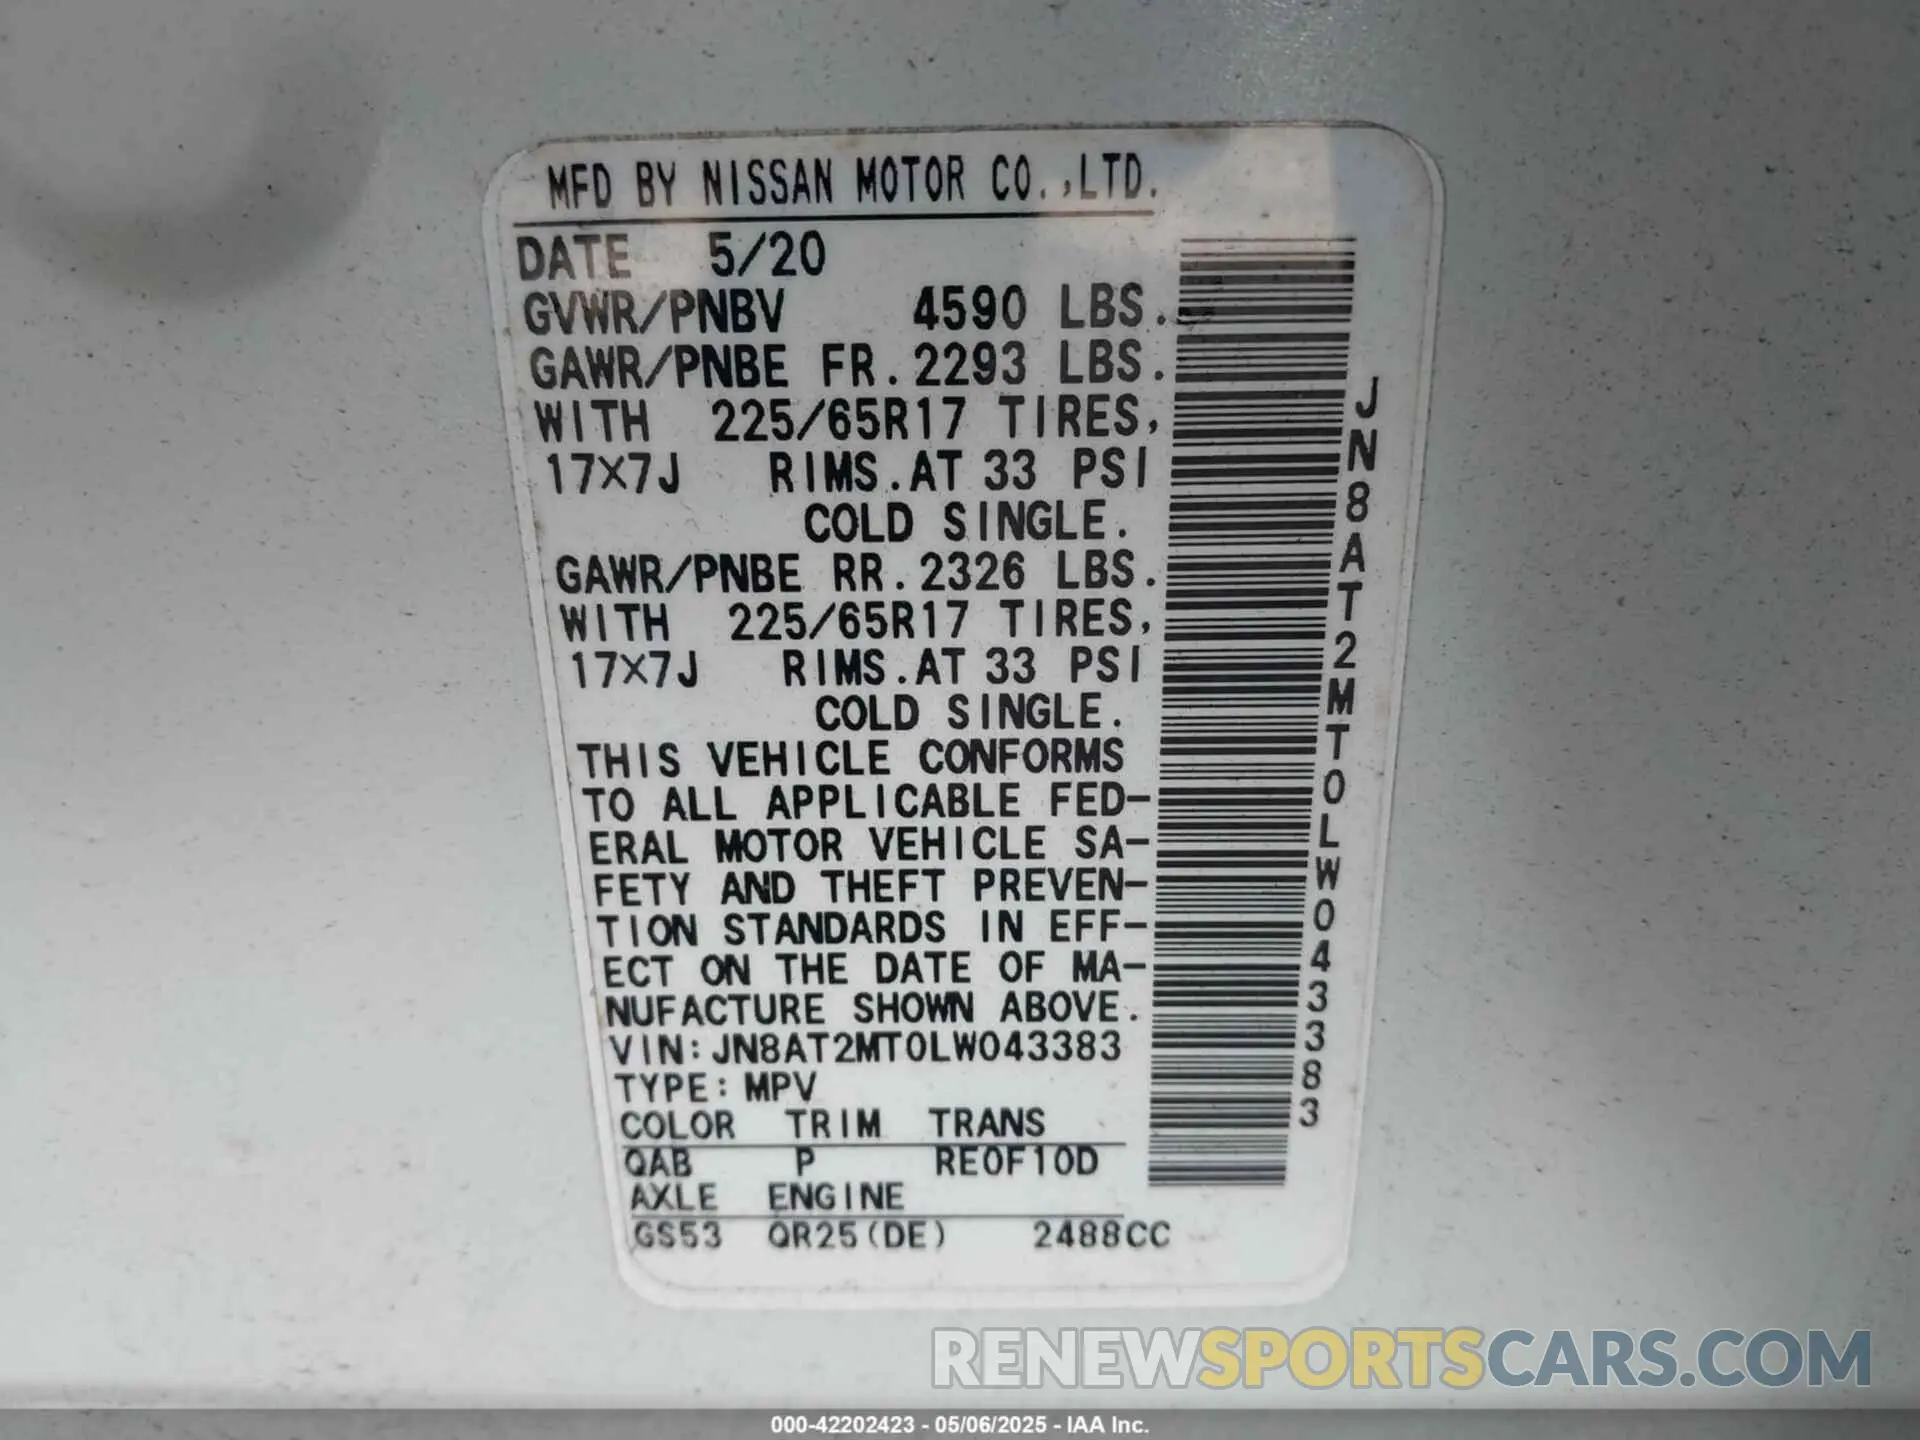 MFD BY NISSAN MOTOR CO.,LTD.
DATE 5/20
GVWR/PNBV 4590 LBS.
GAWR/PNBE FR.2293 LBS.
WITH 225/65R17 TIRES,
17X7J RIMS.AT 33 PSI
COLD SINGLE.
GAWR/PNBE RR.2326 LBS.
WITH 225/65R17 TIRES,
17X7J RIMS.AT 33 PSI
COLD SINGLE.
THIS VEHICLE CONFORMS
TO ALL APPLICABLE FED-
ERAL MOTOR VEHICLE SA-
FETY AND THEFT PREVEN-
TION STANDARDS IN EFF-
ECT ON THE DATE OF MA-
NUFACTURE SHOWN ABOVE.
VIN:JN8AT2MT0LW043383
TYPE:MPV
COLOR TRIM TRANS
QAB P RE0F10D
AXLE ENGINE
GS53 QR25(DE) 2488CC
JN8AT2MT0LW043383
RENEWSPORTSCARS.COM
000-42202423 - 05/06/2025 - IAA Inc.